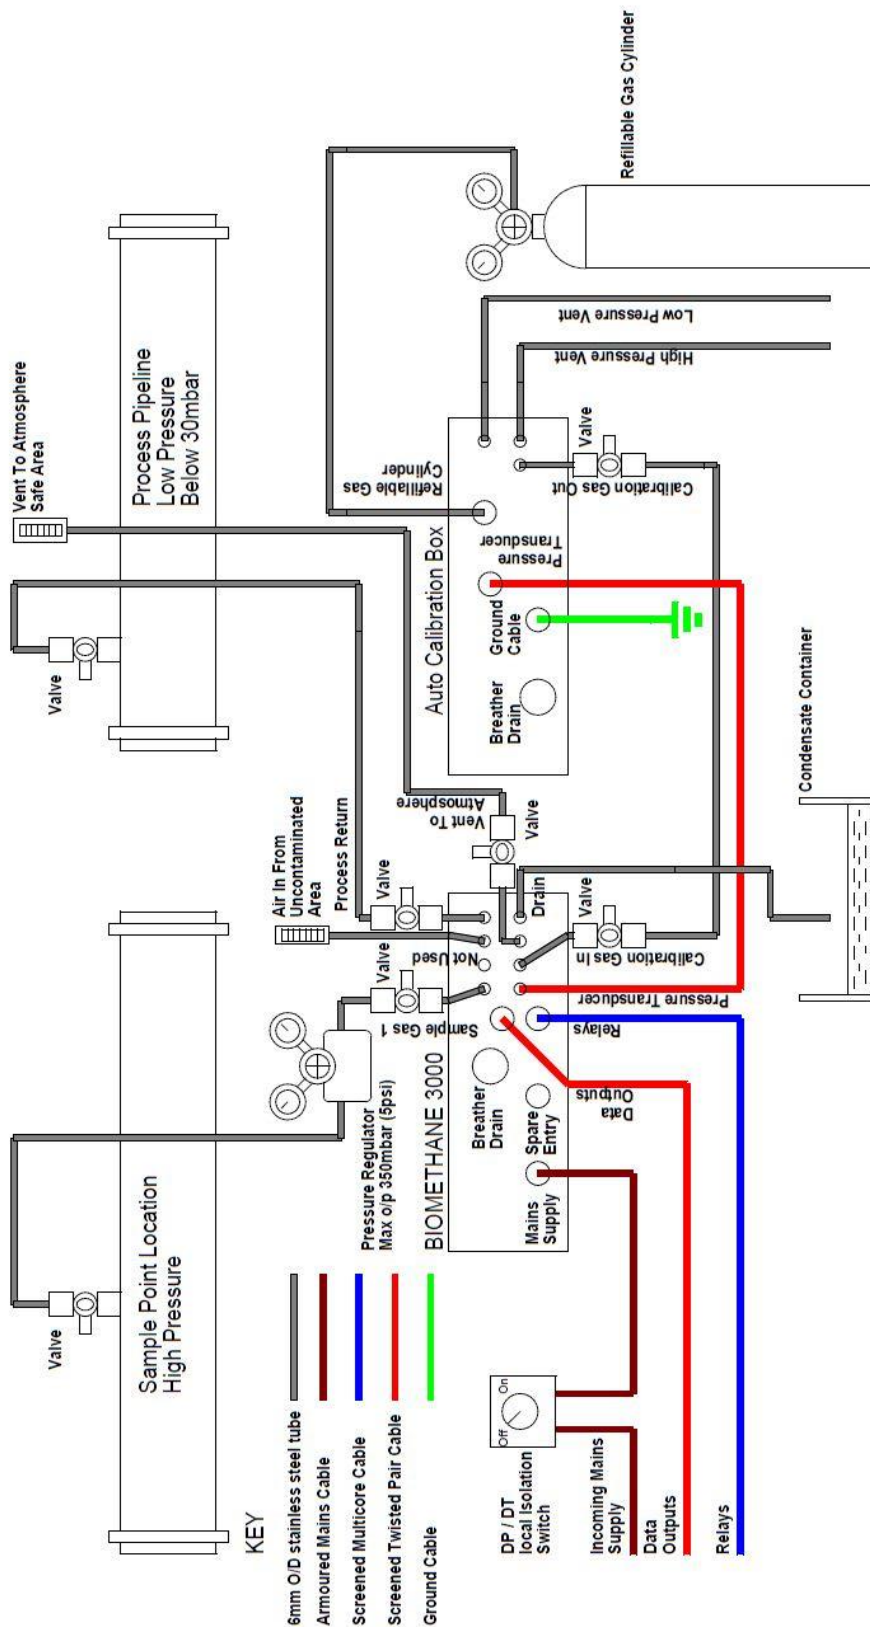 Sample Point Location
High Pressure
Valve
Process Pipeline
Low Pressure
Below 30mbar
Valve
Vent To Atmosphere
Safe Area
KEY
6mm O/D stainless steel tube
Armoured Mains Cable
Screened Multicore Cable
Screened Twisted Pair Cable
Ground Cable
Pressure Regulator
Max o/p 350mbar (5psi)
Air In From
Uncontaminated
Area
Process Return
Valve
Valve
BIOMETHANE 3000
Sample Gas 1
Not Used
Breather
Drain
Mains
Supply
Spare
Entry
Data
Outputs
Relays
Pressure Transducer
Calibration Gas In
Valve
Drain
Vent To
Atmosphere
Valve
Auto Calibration Box
Refillable Gas
Cylinder
Pressure
Transducer
Ground
Cable
Breather
Drain
Calibration Gas Out
Valve
High Pressure Vent
Low Pressure Vent
Refillable Gas Cylinder
Off
On
DP / DT
local Isolation
Switch
Incoming Mains
Supply
Data
Outputs
Relays
Condensate Container